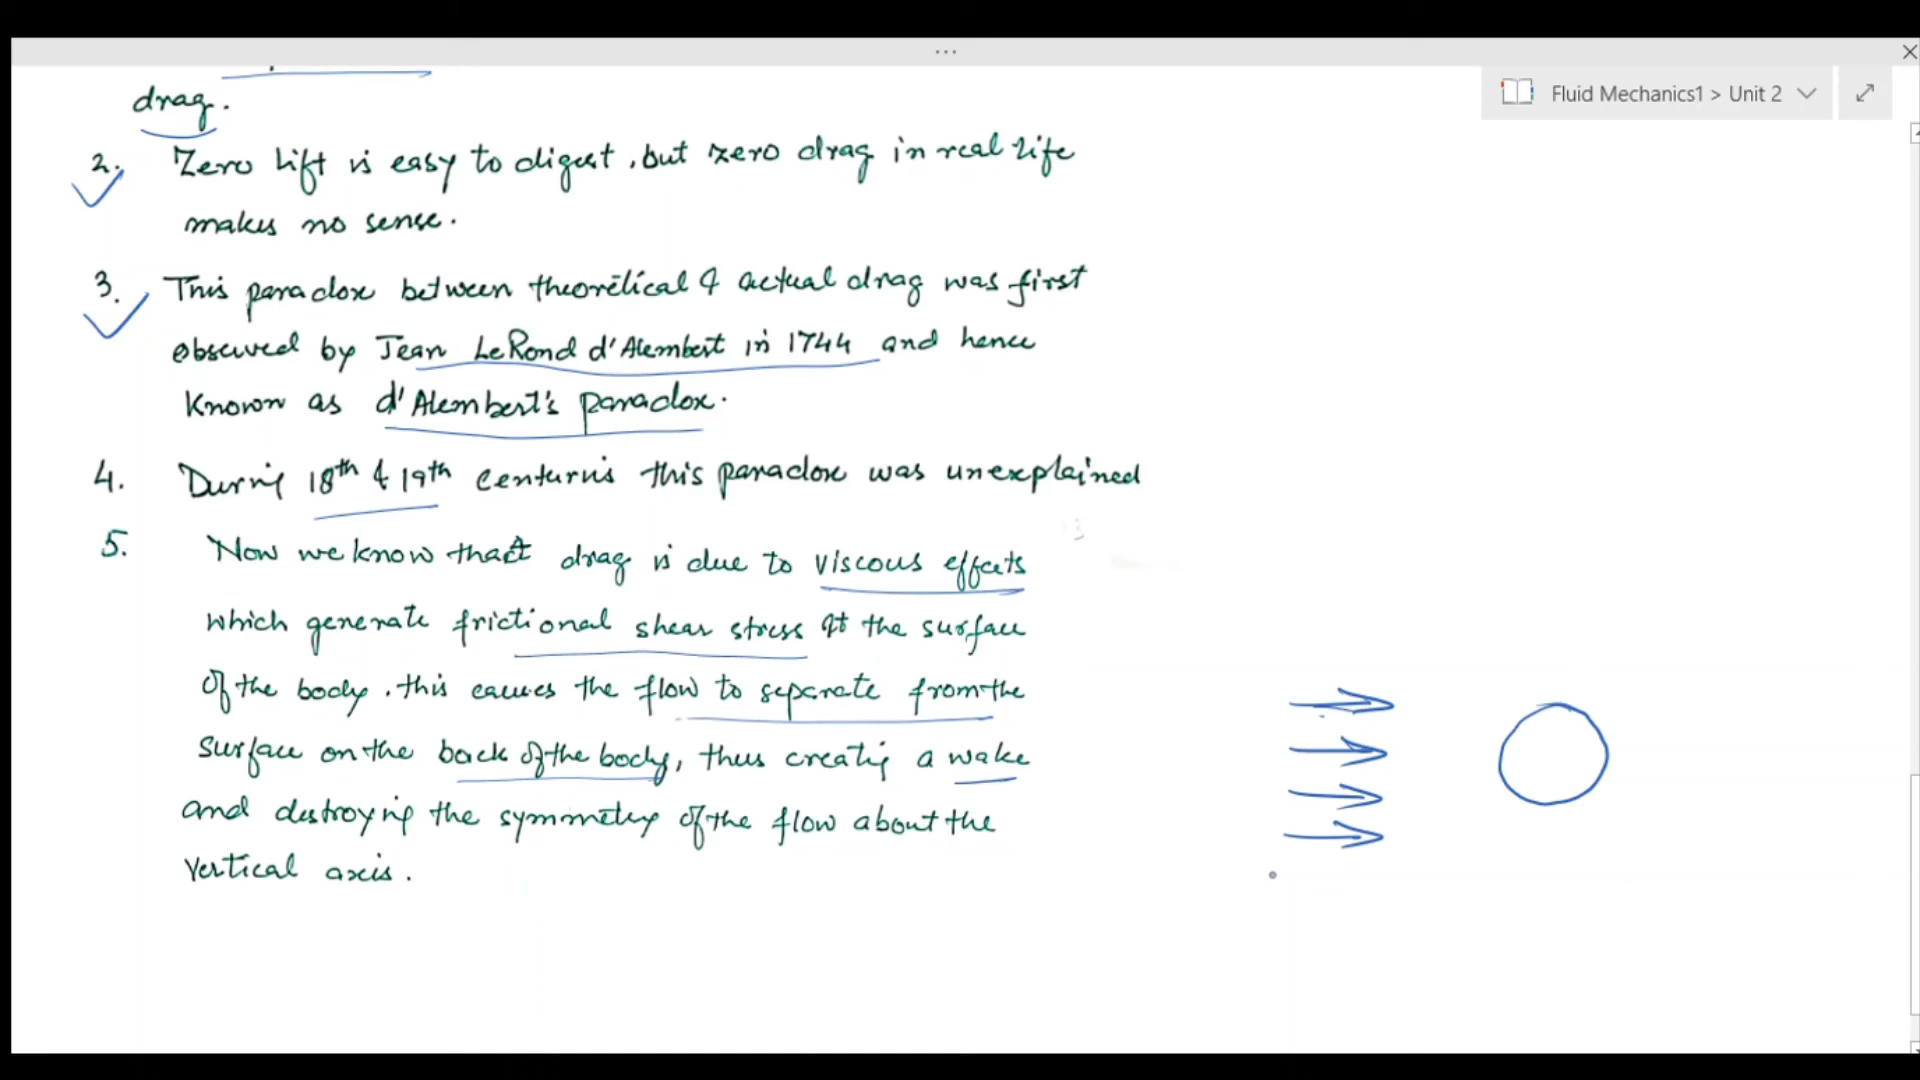 Fluid Mechanics1 > Unit 2
drag.
2. Zero lift is easy to digest, but zero drag in real life
makes no sense.
3. This paradox between theoretical & actual drag was first
observed by Jean LeRond d'Alembert in 1744 and hence
Known as d'Alembert's paradox.
4. During 18th & 19th centuries this paradox was unexplained
5. Now we know that drag is due to viscous effects
which generate frictional shear stress at the surface
of the body. this causes the flow to separate from the
surface on the back of the body, thus creating a wake
and destroying the symmetry of the flow about the
vertical axis.